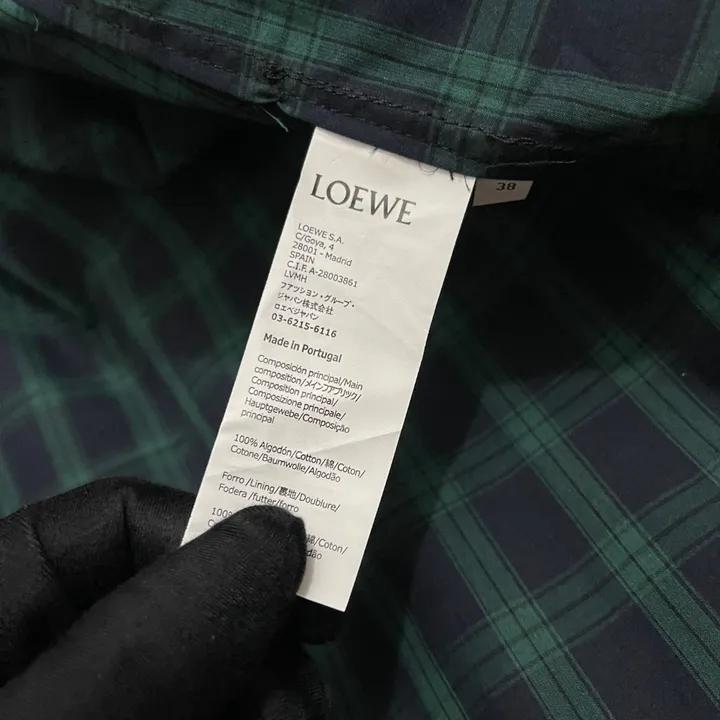 LOEWE
38
LOEWE S.A.
C/Goya, 4
28001 - Madrid
SPAIN
C.I.F. A-28003861
LVMH
ファッション・グループ・
ジャパン株式会社
ロエベジャパン
03-6215-6116
Made in Portugal
Composición principal/Main
composition/メインファブリック/
Composition principal/
Composizione principale/
Hauptgewebe/Composição
principal
100% Algodón/Cotton/綿/Coton/
Cotone/Baumwolle/Algodão
Forro /Lining/裏地/Doublure/
Fodera /futter/forro
100% /綿/Coton/